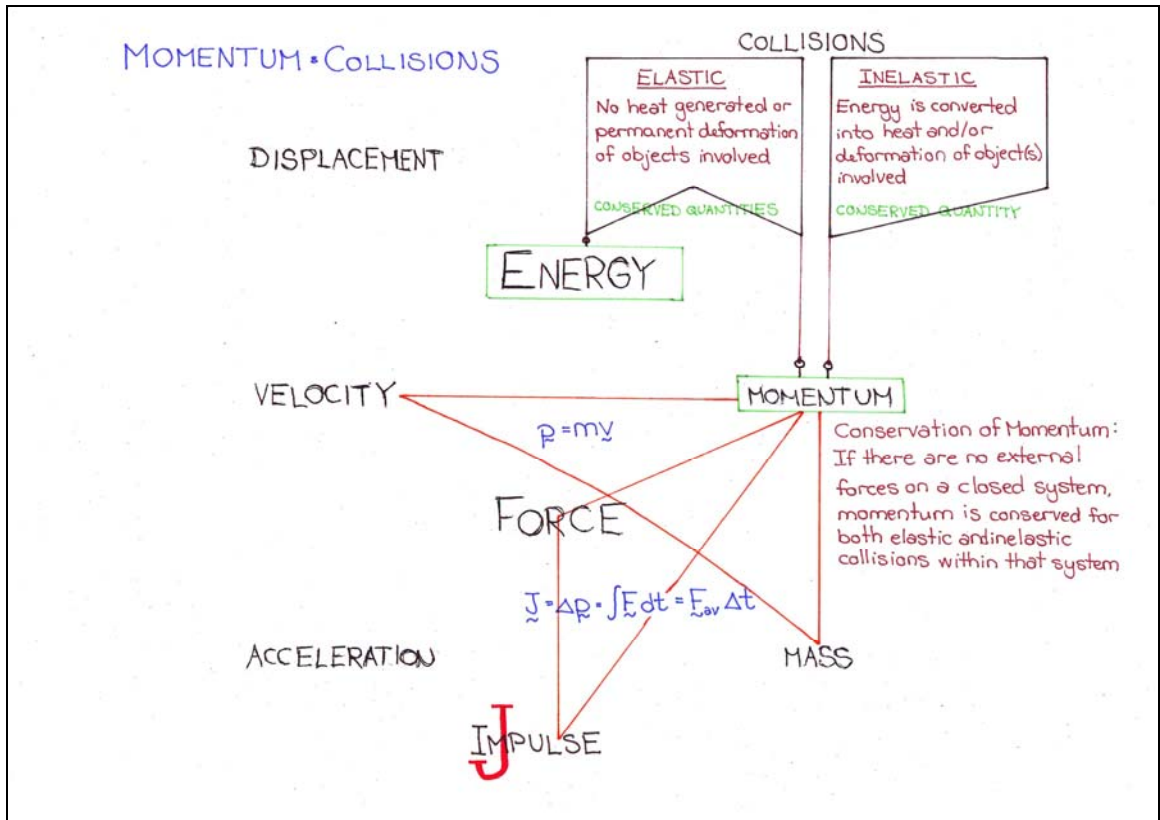 MOMENTUM • COLLISIONS
COLLISIONS
ELASTIC
No heat generated or
permanent deformation
of objects involved
CONSERVED QUANTITIES
INELASTIC
Energy is converted
into heat and/or
deformation of object(s)
involved
CONSERVED QUANTITY
DISPLACEMENT
ENERGY
VELOCITY
MOMENTUM
p = mv
Conservation of Momentum:
If there are no external
forces on a closed system,
momentum is conserved for
both elastic andinelastic
collisions within that system
FORCE
J = Δp = ∫F dt = F av Δt
ACCELERATION
MASS
IMPULSE
J